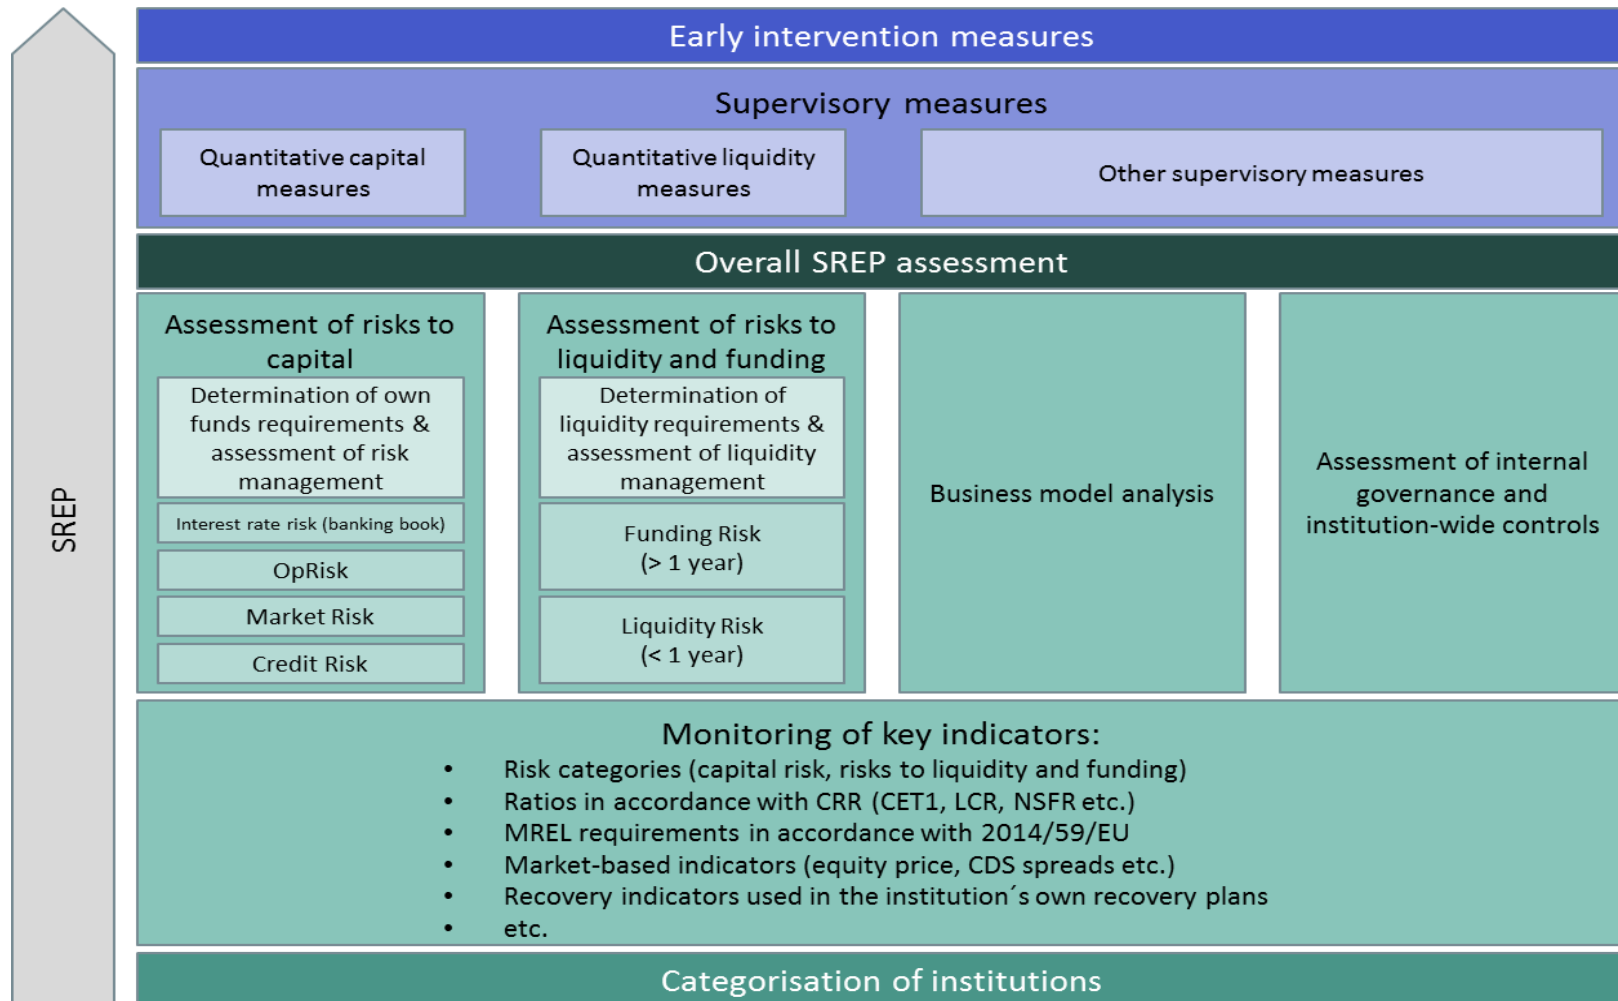 Early intervention measures
Supervisory measures
Quantitative capital
measures
Quantitative liquidity
measures
Other supervisory measures
Overall SREP assessment
Assessment of risks to
capital
Determination of own
funds requirements &
assessment of risk
management
Interest rate risk (banking book)
OpRisk
Market Risk
Credit Risk
Assessment of risks to
liquidity and funding
Determination of
liquidity requirements &
assessment of liquidity
management
Funding Risk
(> 1 year)
Liquidity Risk
(< 1 year)
Business model analysis
Assessment of internal
governance and
institution-wide controls
SREP
Monitoring of key indicators:
• Risk categories (capital risk, risks to liquidity and funding)
• Ratios in accordance with CRR (CET1, LCR, NSFR etc.)
• MREL requirements in accordance with 2014/59/EU
• Market-based indicators (equity price, CDS spreads etc.)
• Recovery indicators used in the institution´s own recovery plans
• etc.
Categorisation of institutions